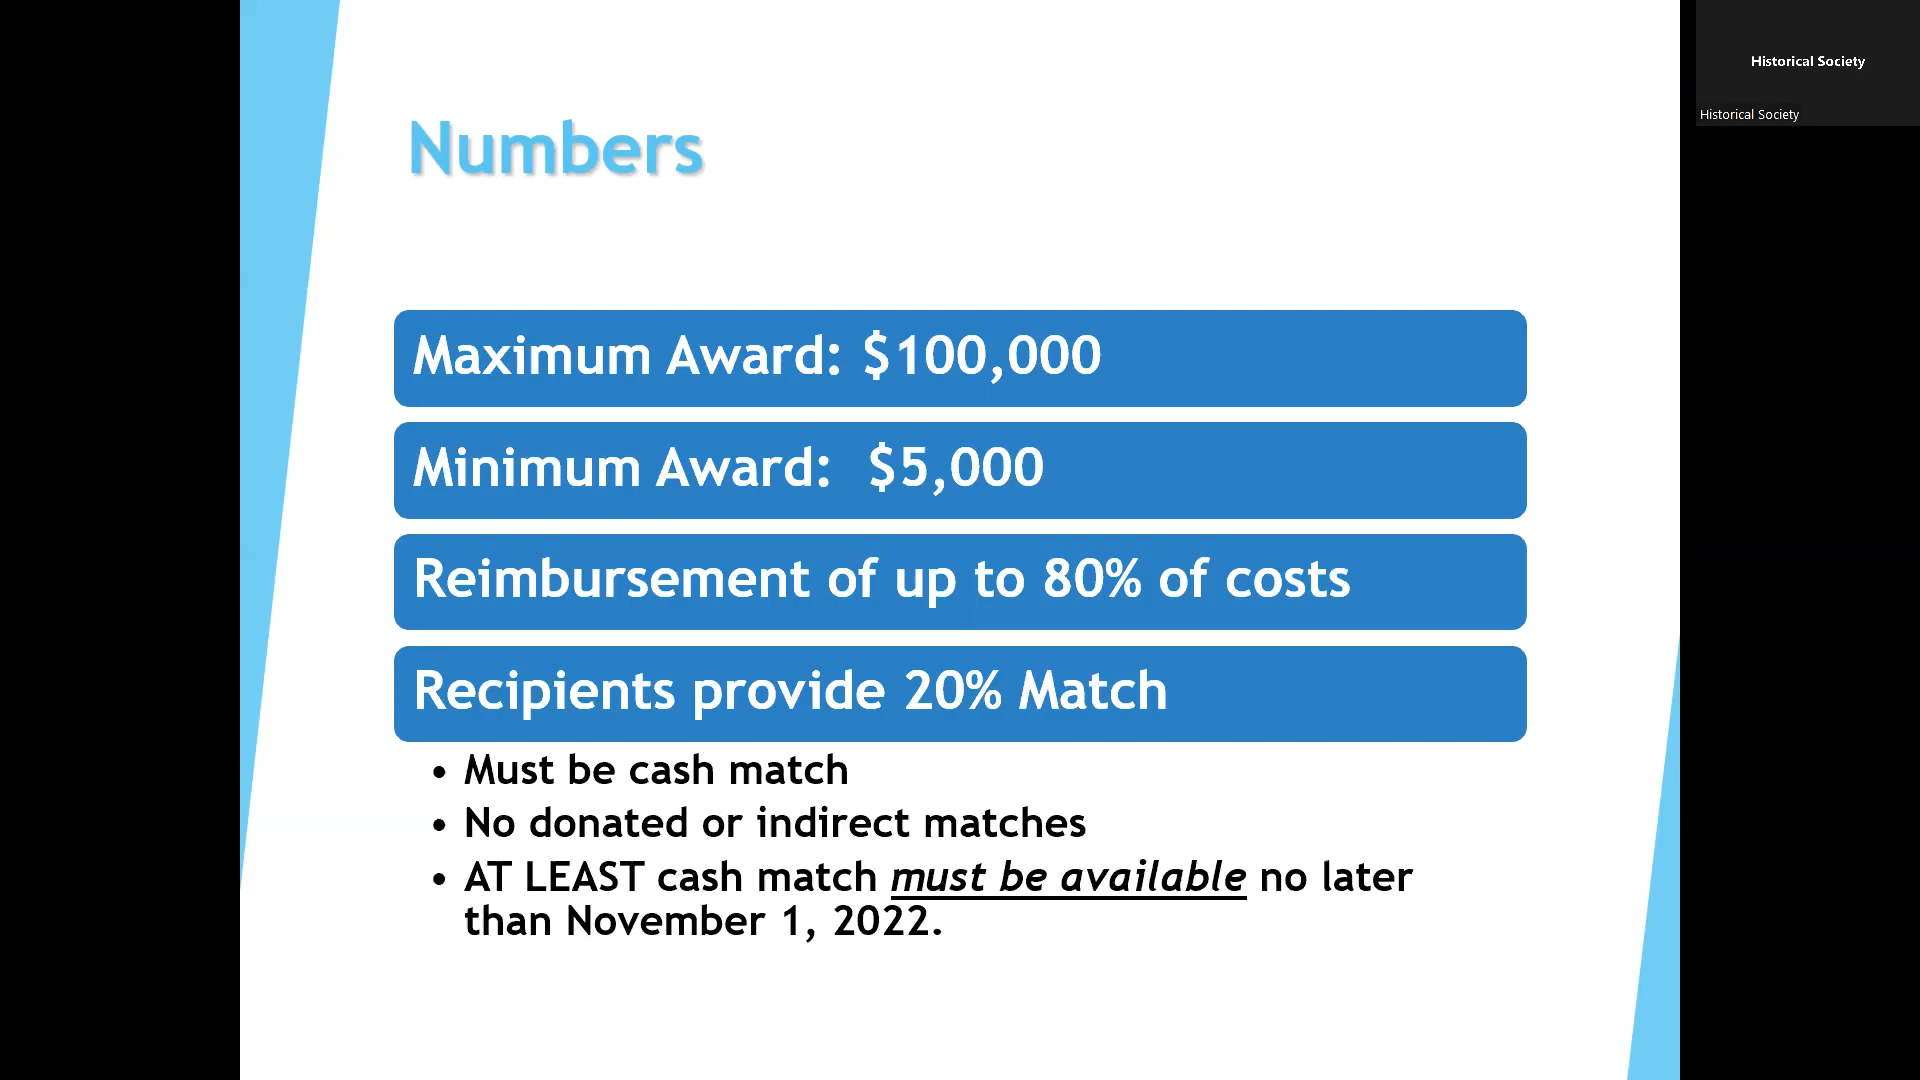 Historical Society
Historical Society
Numbers
Maximum Award: $100,000
Minimum Award:  $5,000
Reimbursement of up to 80% of costs
Recipients provide 20% Match
• Must be cash match
• No donated or indirect matches
• AT LEAST cash match must be available no later
than November 1, 2022.